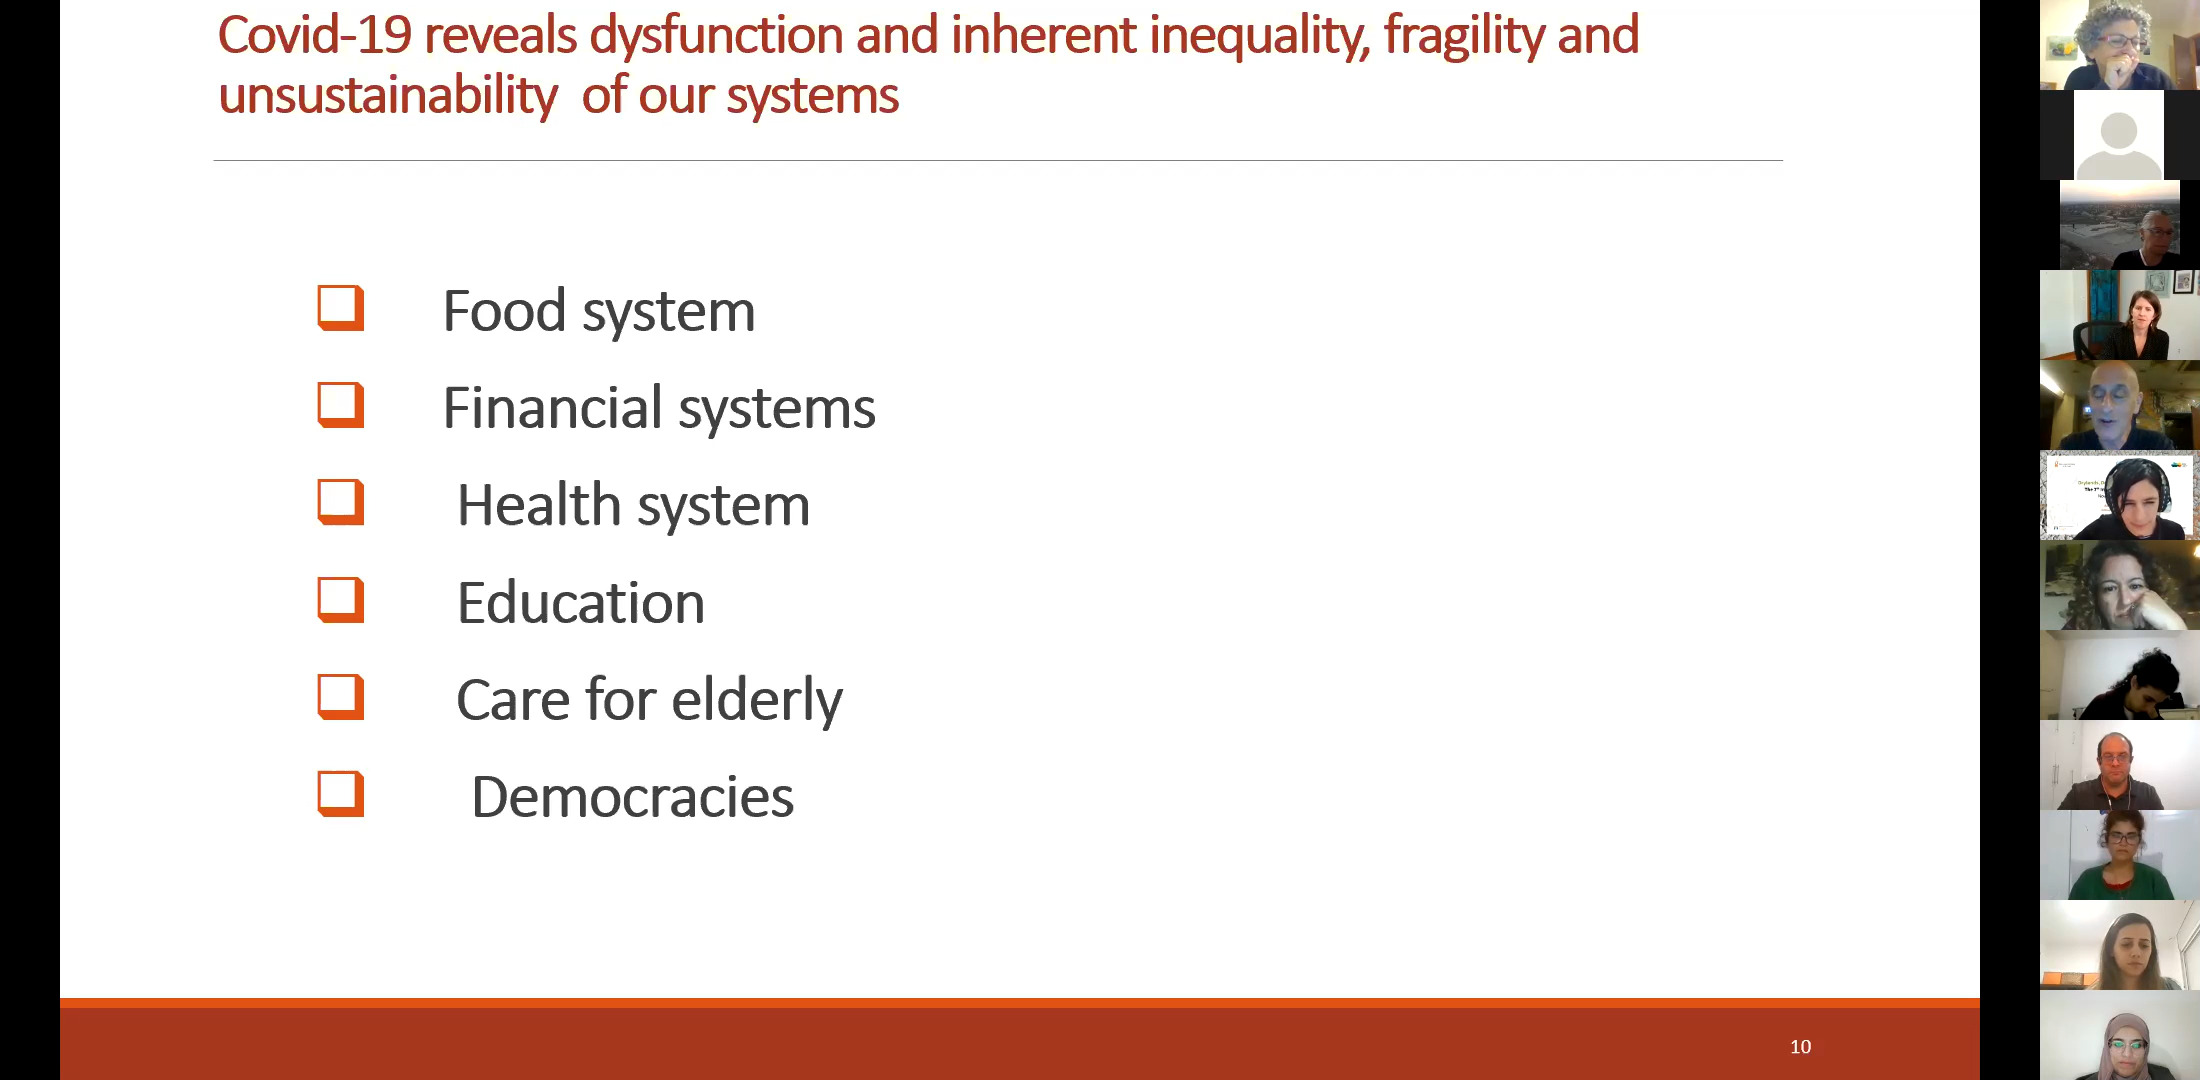 Covid-19 reveals dysfunction and inherent inequality, fragility and
unsustainability of our systems
Food system
Financial systems
Health system
Education
Care for elderly
Democracies
10